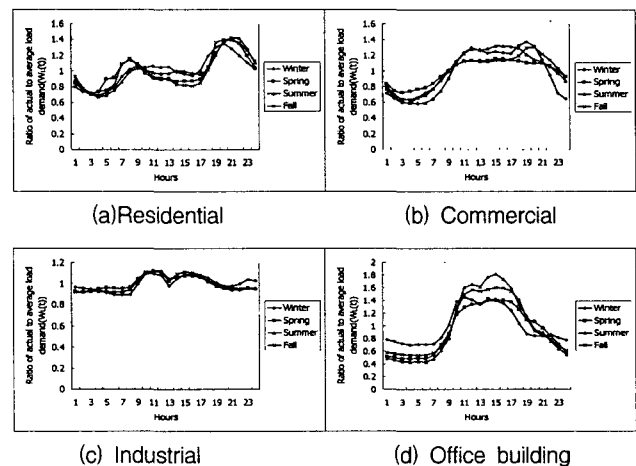 Ratio of actual to average load
demand(WL(t))
1.6
1.4
1.2
1
0.8
0.6
0.4
0.2
0
1 3 5 7 9 11 13 15 17 19 21 23
Hours
Winter
Spring
Summer
Fall
(a)Residential
Ratio of actual to average load
demand(WL(t))
1.6
1.4
1.2
1
0.8
0.6
0.4
0.2
0
1 3 5 7 9 11 13 15 17 19 21 23
Hours
Winter
Spring
Summer
Fall
(b) Commercial
Ratio of actual to average load
demand(WL(t))
1.2
1
0.8
0.6
0.4
0.2
0
1 3 5 7 9 11 13 15 17 19 21 23
Hours
Winter
Spring
Summer
Fall
(c) Industrial
Ratio of actual to average load
demand(WL(t))
2
1.8
1.6
1.4
1.2
1
0.8
0.6
0.4
0.2
0
1 3 5 7 9 11 13 15 17 19 21 23
Hours
Winter
Spring
Summer
Fall
(d) Office building